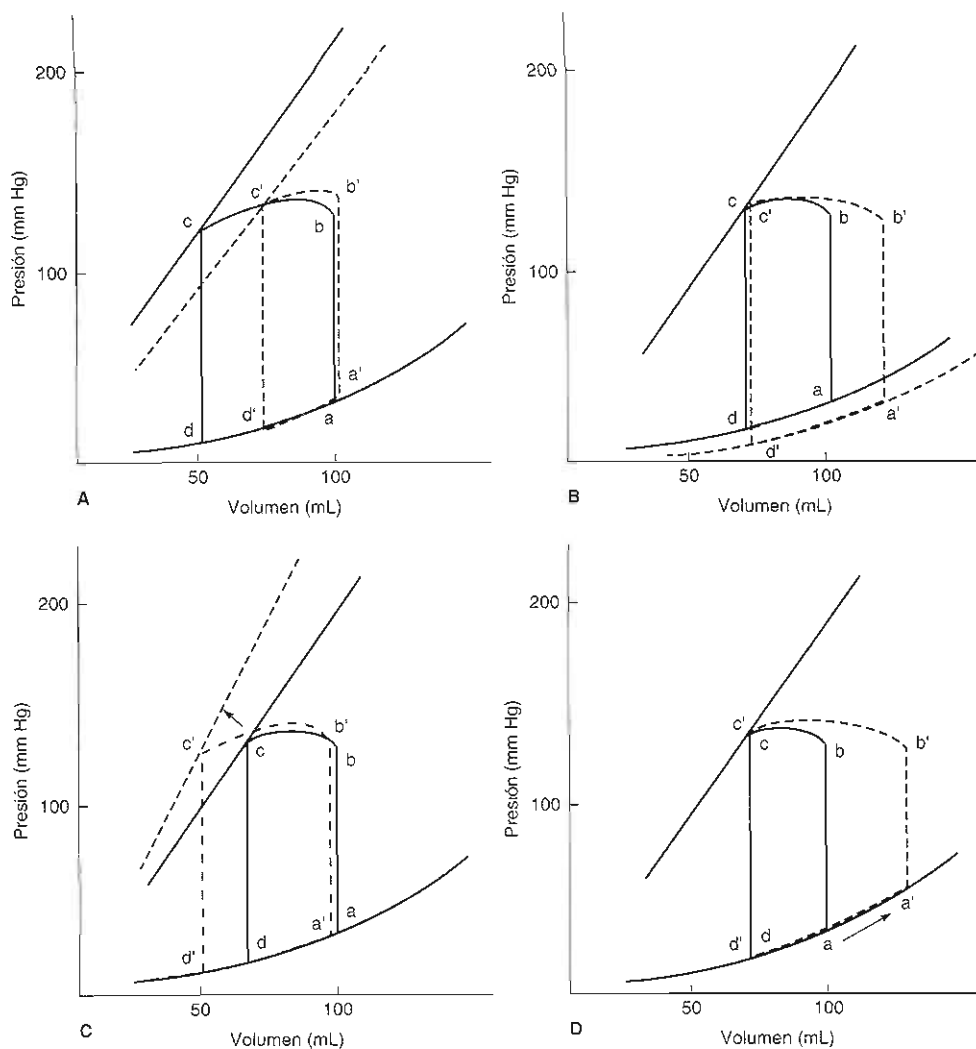 200
100
Presión (mm Hg)
c
c'
b'
b
d
d'
a'
a
50
100
A
Volumen (mL)
200
100
Presión (mm Hg)
c
c'
b
b'
d
a
d'
a'
50
100
B
Volumen (mL)
200
100
Presión (mm Hg)
c'
c
b'
b
d'
d
a'
a
50
100
C
Volumen (mL)
200
100
Presión (mm Hg)
c'
c
b
b'
d'
d
a
a'
50
100
D
Volumen (mL)